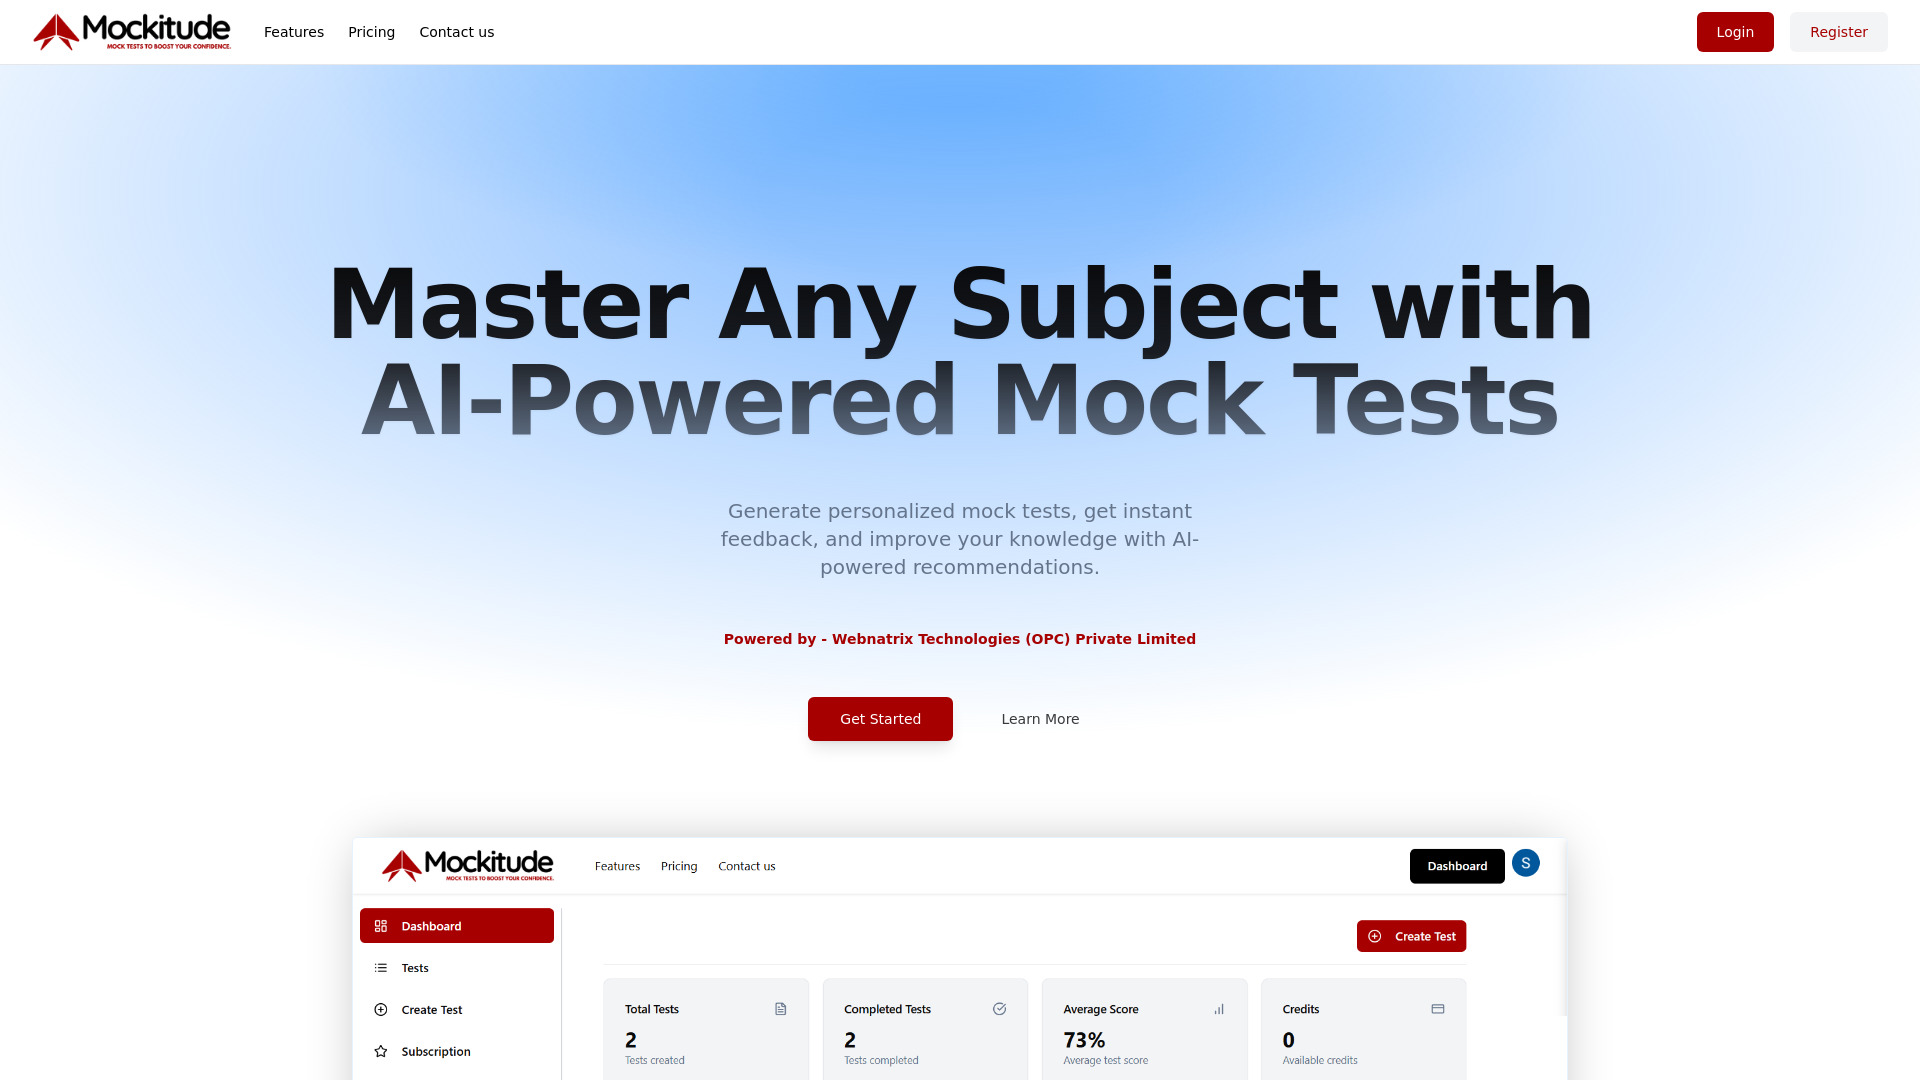 Mockitude
MOCK TESTS TO BOOST YOUR CONFIDENCE.
Features
Pricing
Contact us
Login
Register
Master Any Subject with
AI-Powered Mock Tests
Generate personalized mock tests, get instant
feedback, and improve your knowledge with AI-
powered recommendations.
Powered by - Webnatrix Technologies (OPC) Private Limited
Get Started
Learn More
Mockitude
MOCK TESTS TO BOOST YOUR CONFIDENCE.
Features
Pricing
Contact us
Dashboard
S
Dashboard
Tests
Create Test
Subscription
Create Test
Total Tests
2
Tests created
Completed Tests
2
Tests completed
Average Score
73%
Average test score
Credits
0
Available credits